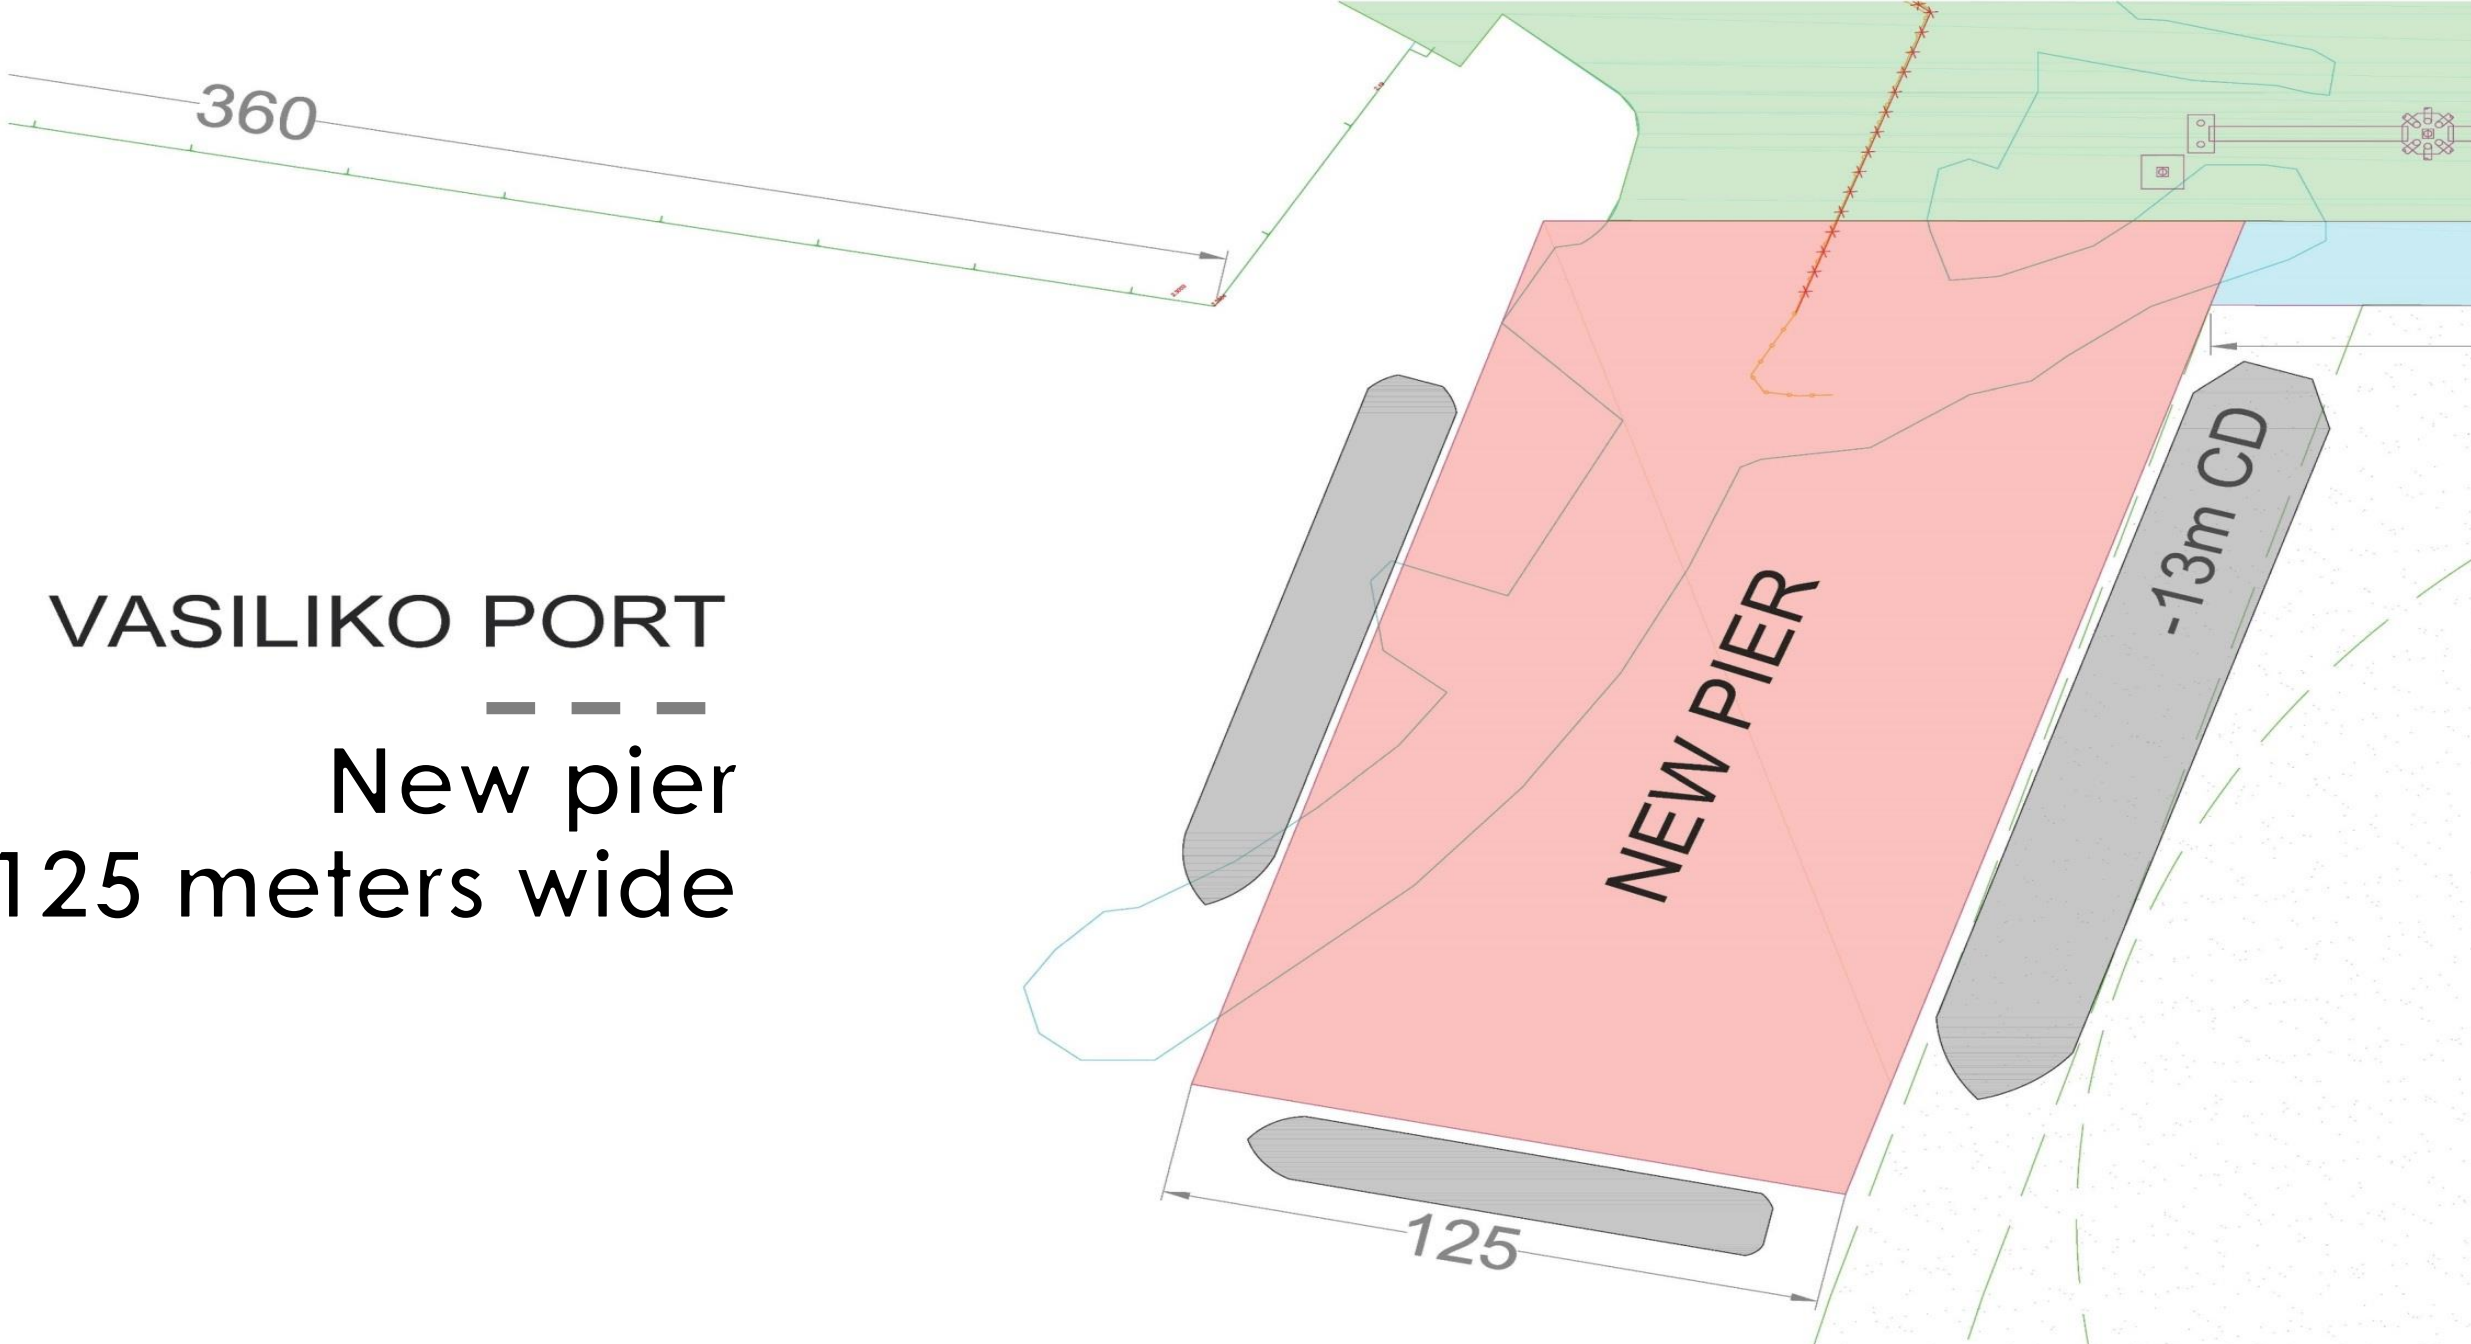 360
VASILIKO PORT
New pier
125 meters wide
NEW PIER
-13m CD
125